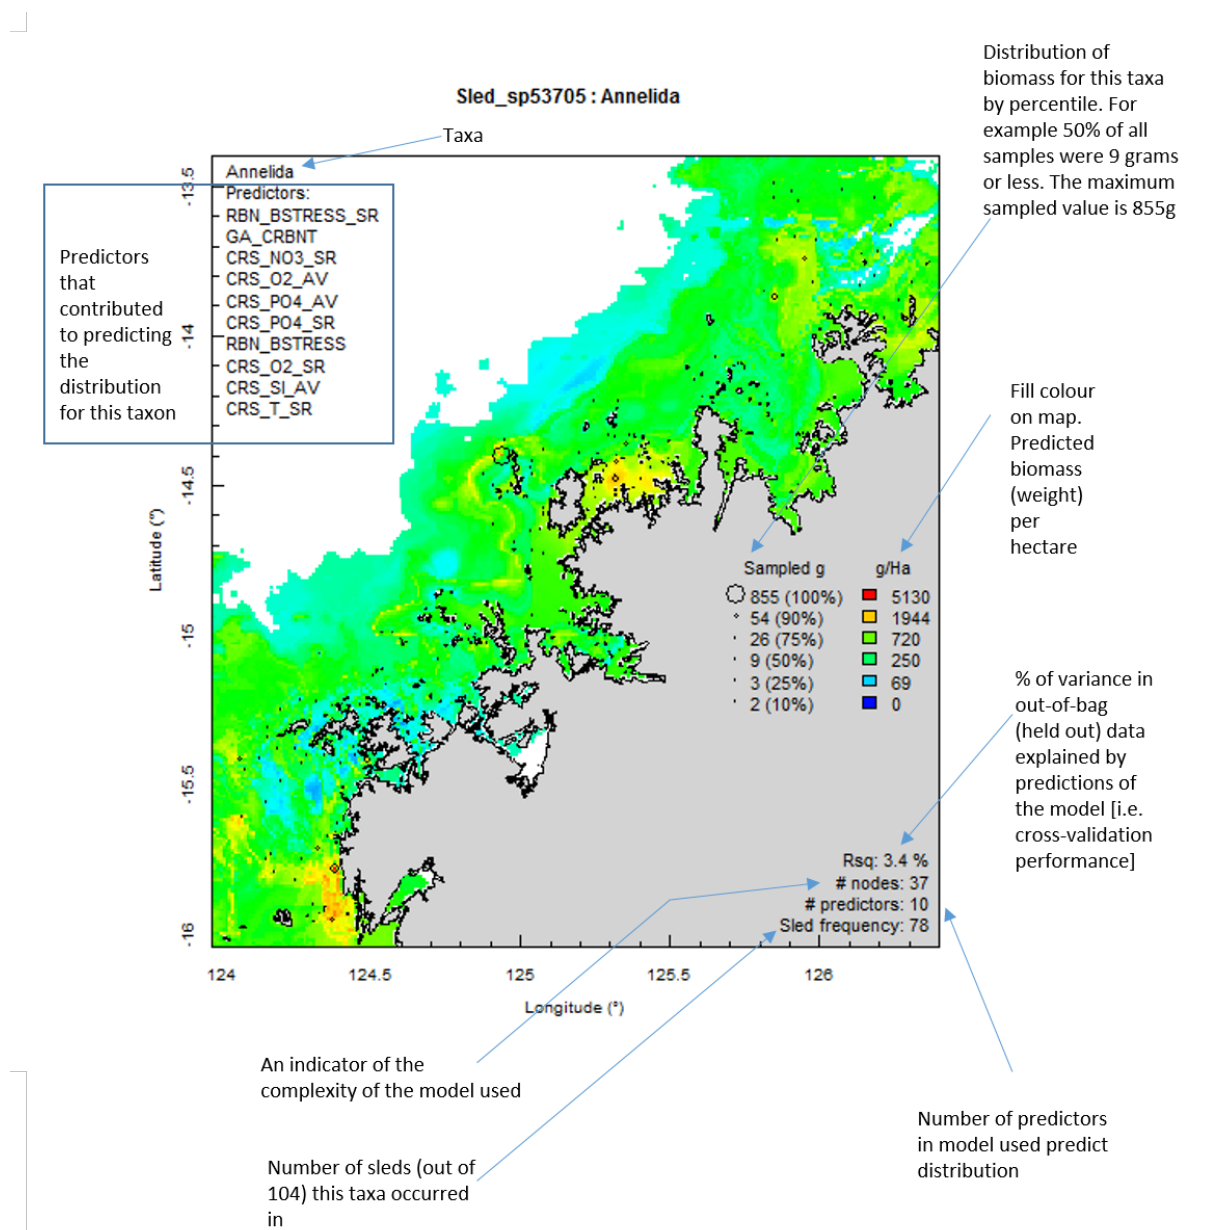 Distribution of
biomass for this taxa
by percentile. For
example 50% of all
samples were 9 grams
or less. The maximum
sampled value is 855g
Sled_sp53705 : Annelida
Taxa
Annelida
Predictors:
RBN_BSTRESS_SR
GA_CRBNT
CRS_NO3_SR
CRS_O2_AV
CRS_PO4_AV
CRS_PO4_SR
RBN_BSTRESS
CRS_O2_SR
CRS_SI_AV
CRS_T_SR
Predictors
that
contributed
to predicting
the
distribution
for this taxon
Fill colour
on map.
Predicted
biomass
(weight)
per
hectare
-13.5
-14
-14.5
-15
-15.5
-16
Latitude (°)
Sampled g g/Ha
855 (100%) 5130
54 (90%) 1944
26 (75%) 720
9 (50%) 250
3 (25%) 69
2 (10%) 0
% of variance in
out-of-bag
(held out) data
explained by
predictions of
the model [i.e.
cross-validation
performance]
Rsq: 3.4 %
# nodes: 37
# predictors: 10
Sled frequency: 78
124 124.5 125 125.5 126
Longitude (°)
An indicator of the
complexity of the model used
Number of predictors
in model used predict
distribution
Number of sleds (out of
104) this taxa occurred
in